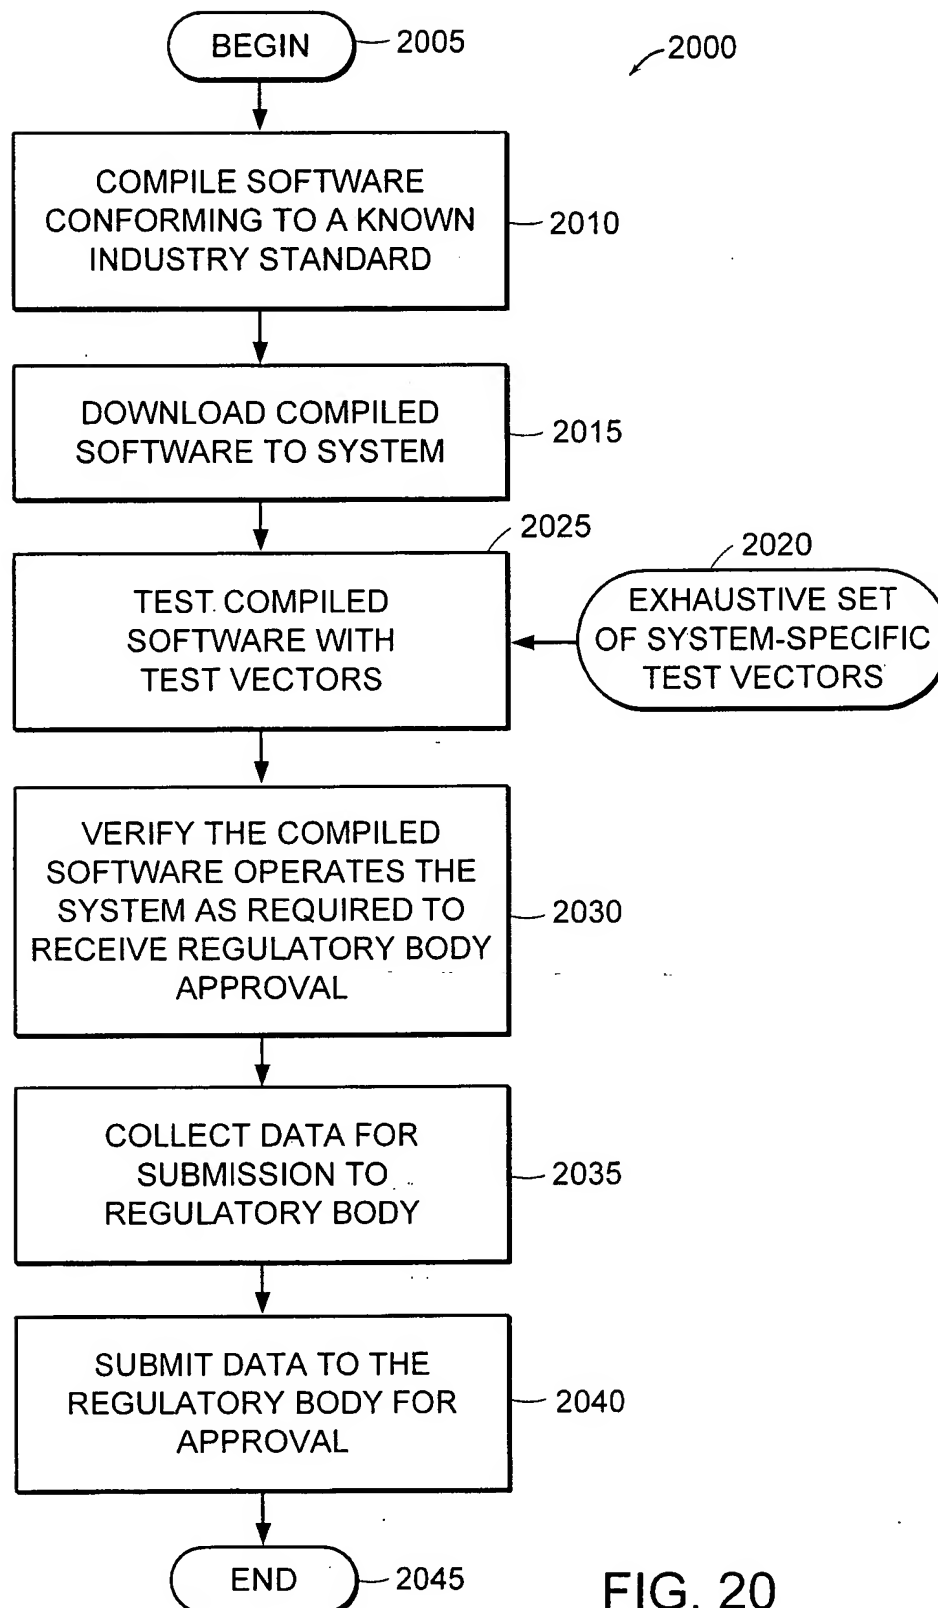 BEGIN
2005
2000
COMPILE SOFTWARE
CONFORMING TO A KNOWN
INDUSTRY STANDARD
2010
DOWNLOAD COMPILED
SOFTWARE TO SYSTEM
2015
2025
TEST COMPILED
SOFTWARE WITH
TEST VECTORS
2020
EXHAUSTIVE SET
OF SYSTEM-SPECIFIC
TEST VECTORS
VERIFY THE COMPILED
SOFTWARE OPERATES THE
SYSTEM AS REQUIRED TO
RECEIVE REGULATORY BODY
APPROVAL
2030
COLLECT DATA FOR
SUBMISSION TO
REGULATORY BODY
2035
SUBMIT DATA TO THE
REGULATORY BODY FOR
APPROVAL
2040
END
2045
FIG. 20